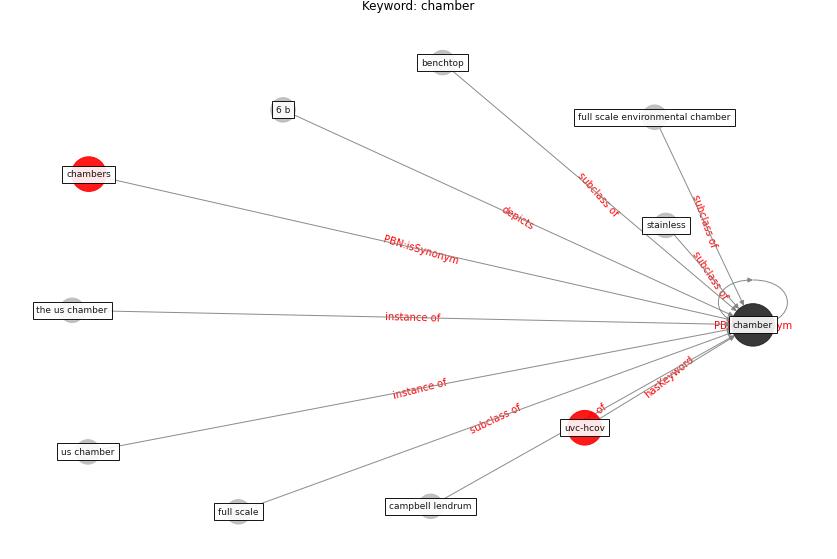 Keyword: chamber
benchtop
6 b
full scale environmental chamber
chambers
subclass of
subclass of
depicts
stainless
PBN isSynonym
subclass of
the us chamber
instance of
chamber
PB
ym
hasKeyword
instance of
subclass of
of
uvc-hcov
us chamber
campbell lendrum
full scale